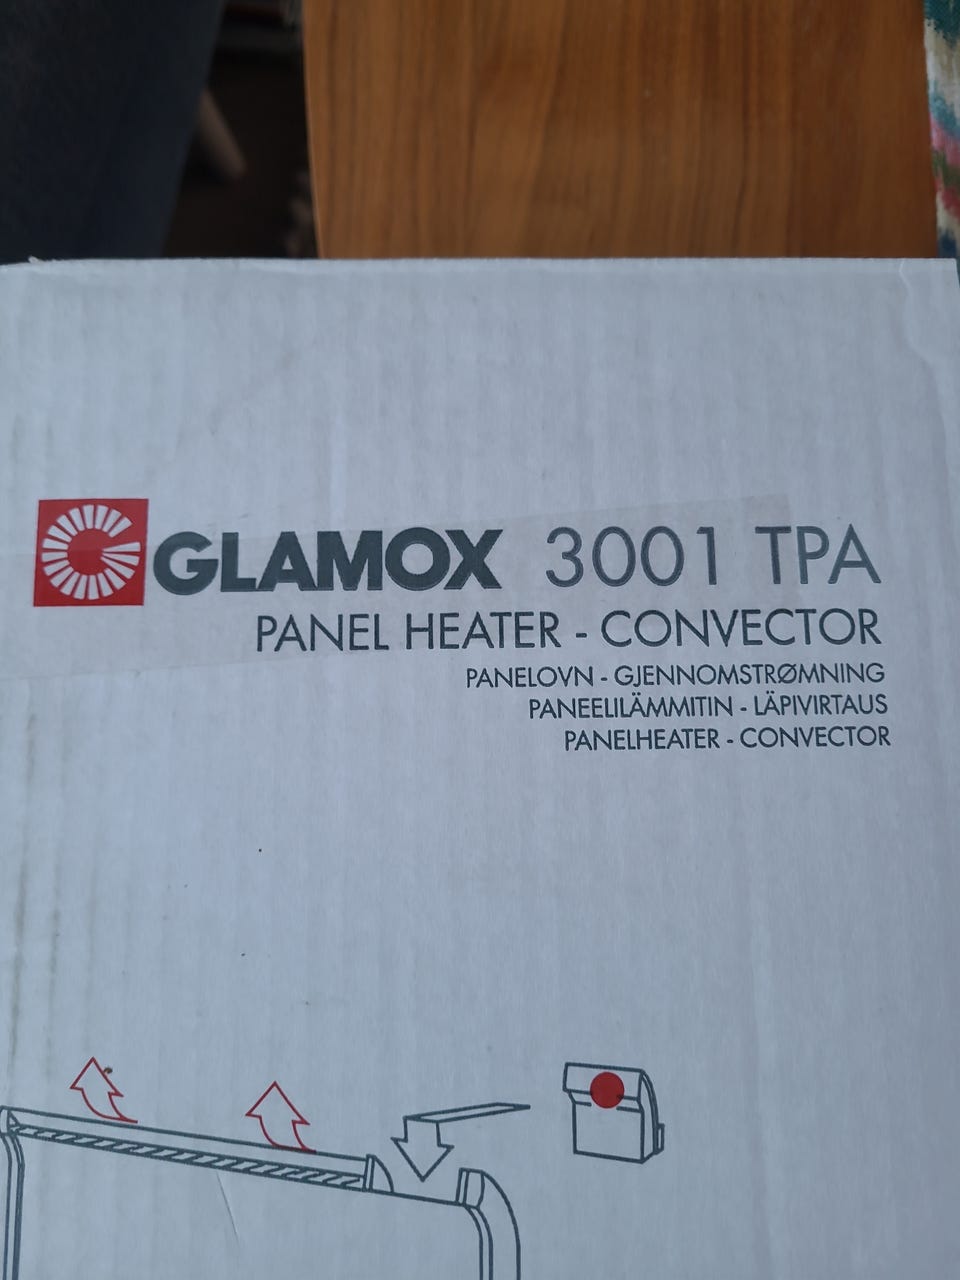 GLAMOX 3001 TPA
PANEL HEATER - CONVECTOR
PANELOVN - GJENNOMSTRØMNING
PANEELILÄMMITIN - LÄPIVIRTAUS
PANELHEATER - CONVECTOR